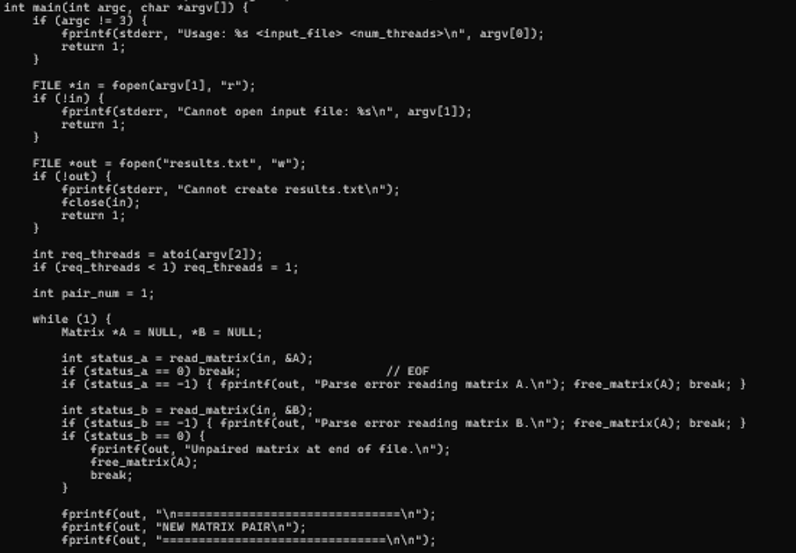 int main(int argc, char *argv[]) {
    if (argc != 3) {
        fprintf(stderr, "Usage: %s <input_file> <num_threads>\n", argv[0]);
        return 1;
    }

    FILE *in = fopen(argv[1], "r");
    if (!in) {
        fprintf(stderr, "Cannot open input file: %s\n", argv[1]);
        return 1;
    }

    FILE *out = fopen("results.txt", "w");
    if (!out) {
        fprintf(stderr, "Cannot create results.txt\n");
        fclose(in);
        return 1;
    }

    int req_threads = atoi(argv[2]);
    if (req_threads < 1) req_threads = 1;

    int pair_num = 1;

    while (1) {
        Matrix *A = NULL, *B = NULL;

        int status_a = read_matrix(in, &A);
        if (status_a == 0) break;                    // EOF
        if (status_a == -1) { fprintf(out, "Parse error reading matrix A.\n"); free_matrix(A); break; }

        int status_b = read_matrix(in, &B);
        if (status_b == -1) { fprintf(out, "Parse error reading matrix B.\n"); free_matrix(A); break; }
        if (status_b == 0) {
            fprintf(out, "Unpaired matrix at end of file.\n");
            free_matrix(A);
            break;
        }

        fprintf(out, "\n===============================\n");
        fprintf(out, "NEW MATRIX PAIR\n");
        fprintf(out, "===============================\n\n");